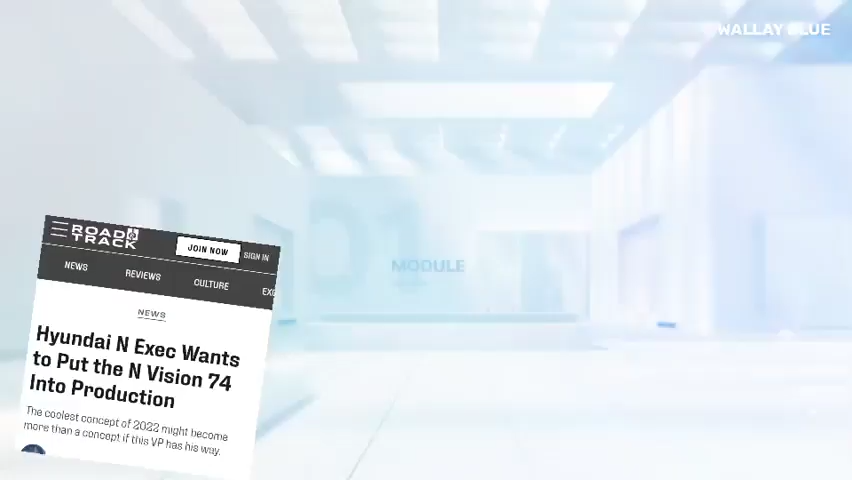 WALLAY BLUE
01
MODULE
ROAD & TRACK
JOIN NOW
SIGN IN
NEWS
REVIEWS
CULTURE
NEWS
Hyundai N Exec Wants
to Put the N Vision 74
Into Production
The coolest concept of 2022 might become
more than a concept if this VP has his way.